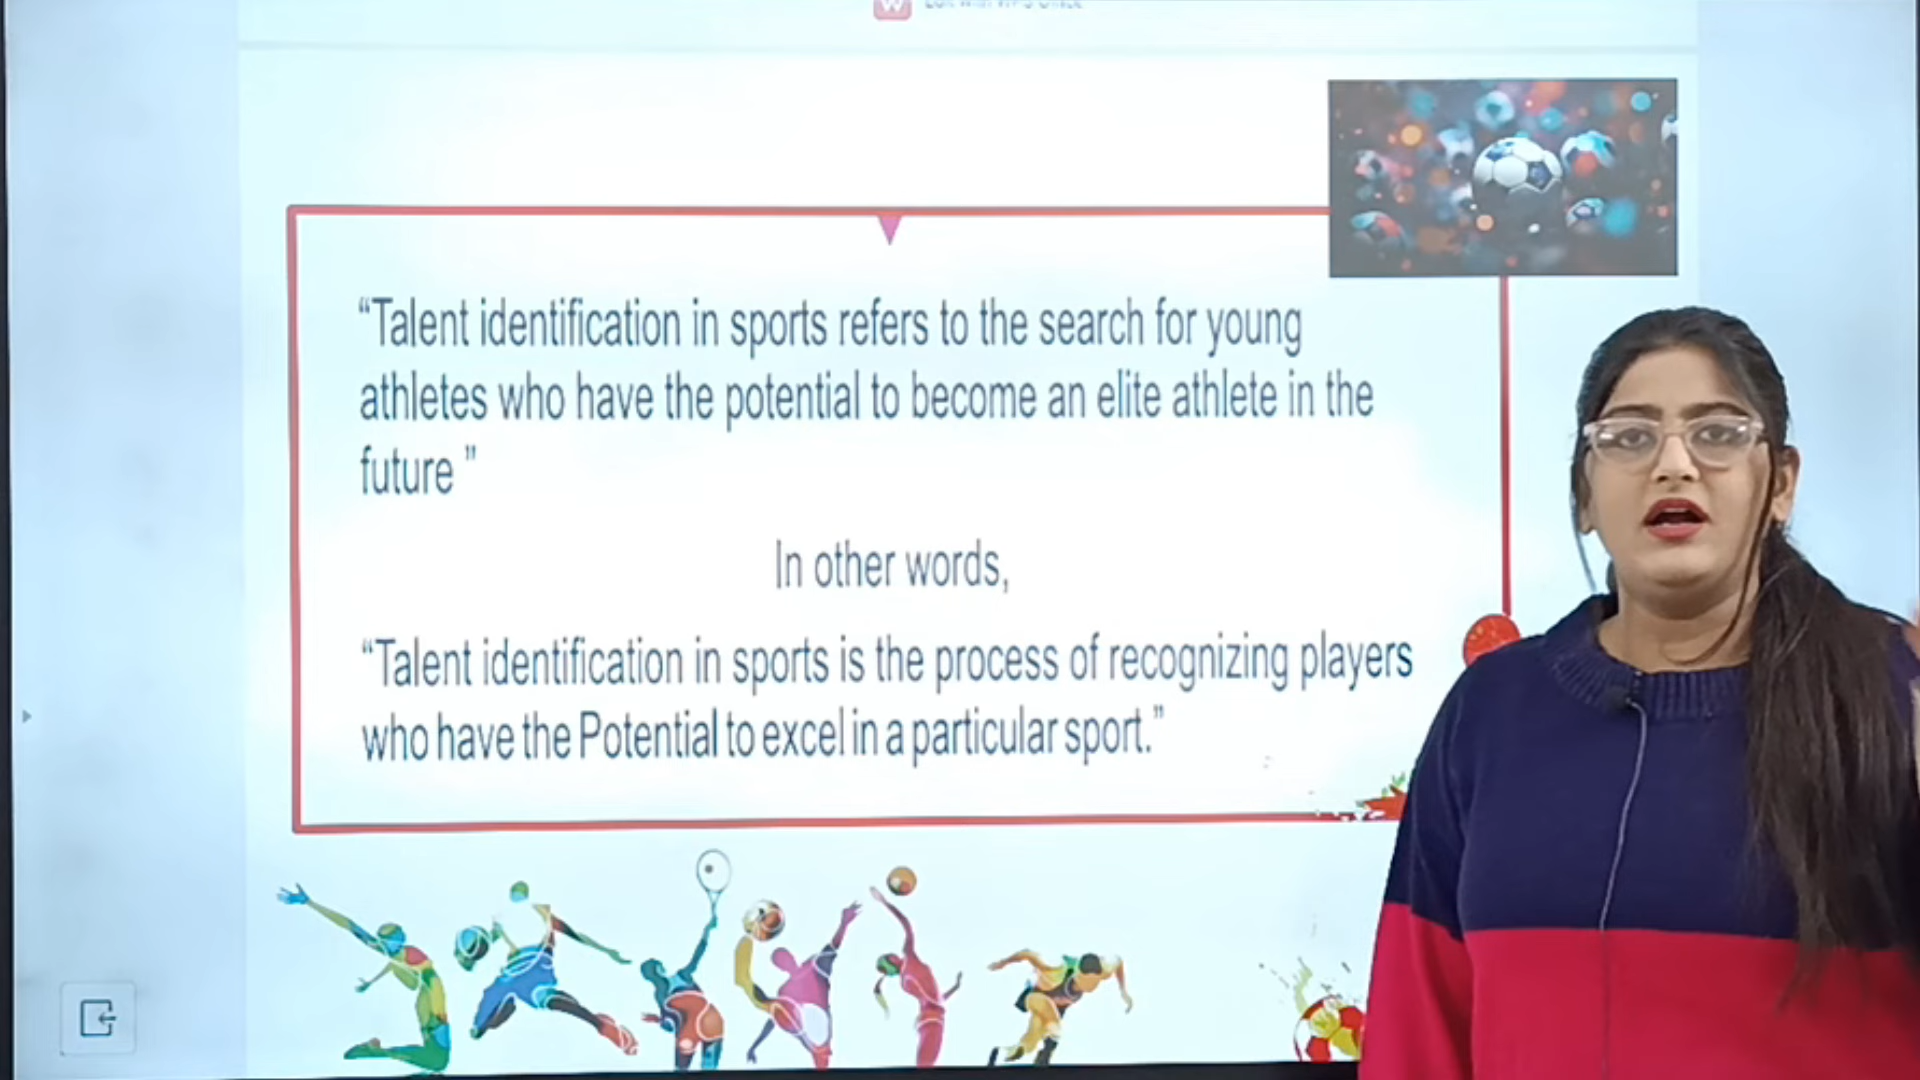 “Talent identification in sports refers to the search for young
athletes who have the potential to become an elite athlete in the
future ”
In other words,
“Talent identification in sports is the process of recognizing players
who have the Potential to excel in a particular sport.”